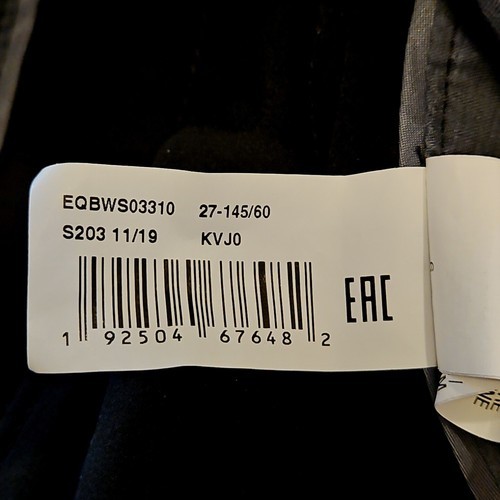 EQBWS03310 27-145/60
S203 11/19 KVJ0
EAC
1 92504 67648 2